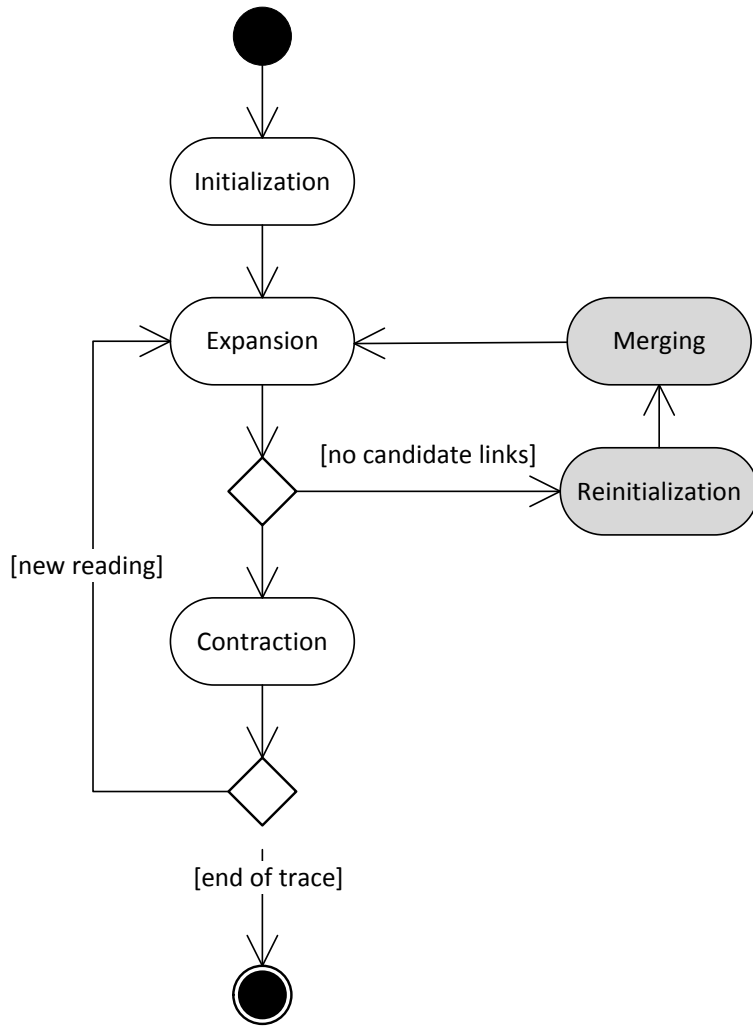 Initialization
Expansion
Merging
[no candidate links]
Reinitialization
[new reading]
Contraction
[end of trace]